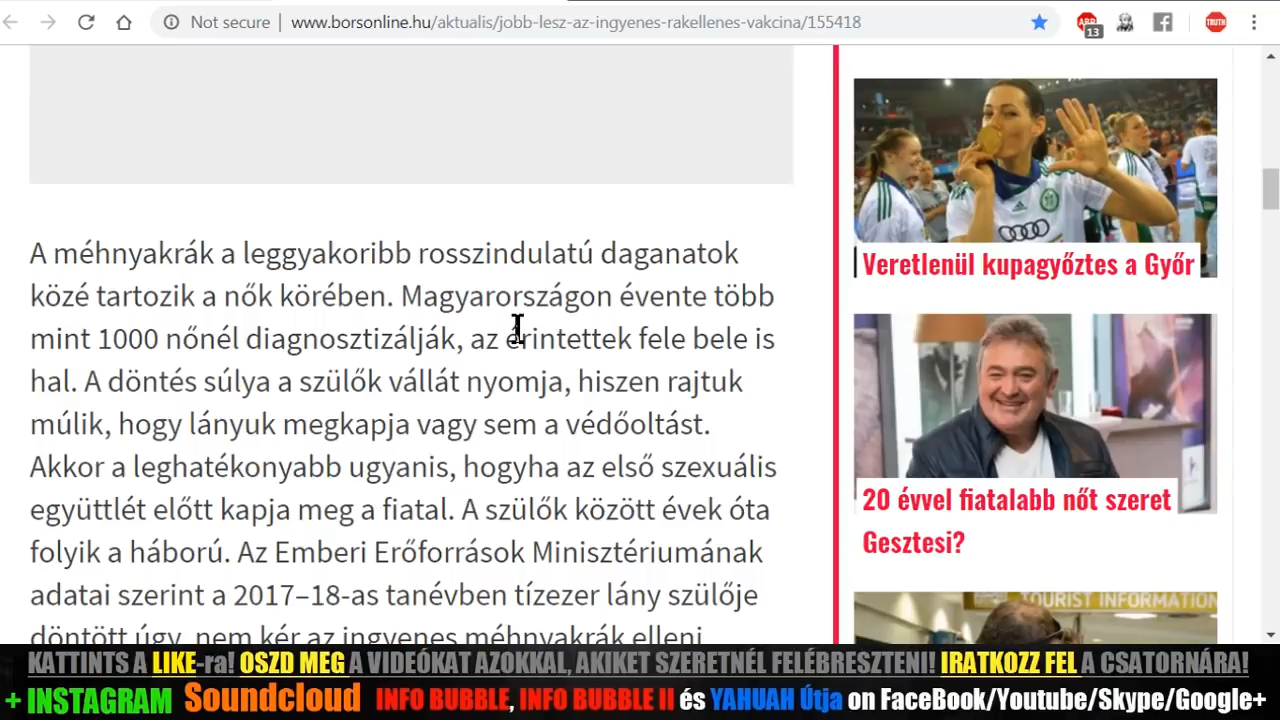 Not secure www.borsonline.hu/aktualis/jobb-lesz-az-ingyenes-rakellenes-vakcina/155418
ABP
13
TRUTH
A méhnyakrák a leggyakoribb rosszindulatú daganatok
közé tartozik a nők körében. Magyarországon évente több
mint 1000 nőnél diagnosztizálják, az érintettek fele bele is
hal. A döntés súlya a szülők vállát nyomja, hiszen rajtuk
múlik, hogy lányuk megkapja vagy sem a védőoltást.
Akkor a leghatékonyabb ugyanis, hogyha az első szexuális
együttlét előtt kapja meg a fiatal. A szülők között évek óta
folyik a háború. Az Emberi Erőforrások Minisztériumának
adatai szerint a 2017–18-as tanévben tízezer lány szülője
döntött úgy, nem kér az ingyenes méhnyakrák elleni
Veretlenül kupagyőztes a Győr
20 évvel fiatalabb nőt szeret
Gesztesi?
TOURIST INFORMATION
KATTINTS A LIKE-ra! OSZD MEG A VIDEÓKAT AZOKKAL, AKIKET SZERETNÉL FELÉBRESZTENI! IRATKOZZ FEL A CSATORNÁRA!
+ INSTAGRAM Soundcloud INFO BUBBLE, INFO BUBBLE II és YAHUAH Útja on FaceBook/Youtube/Skype/Google+